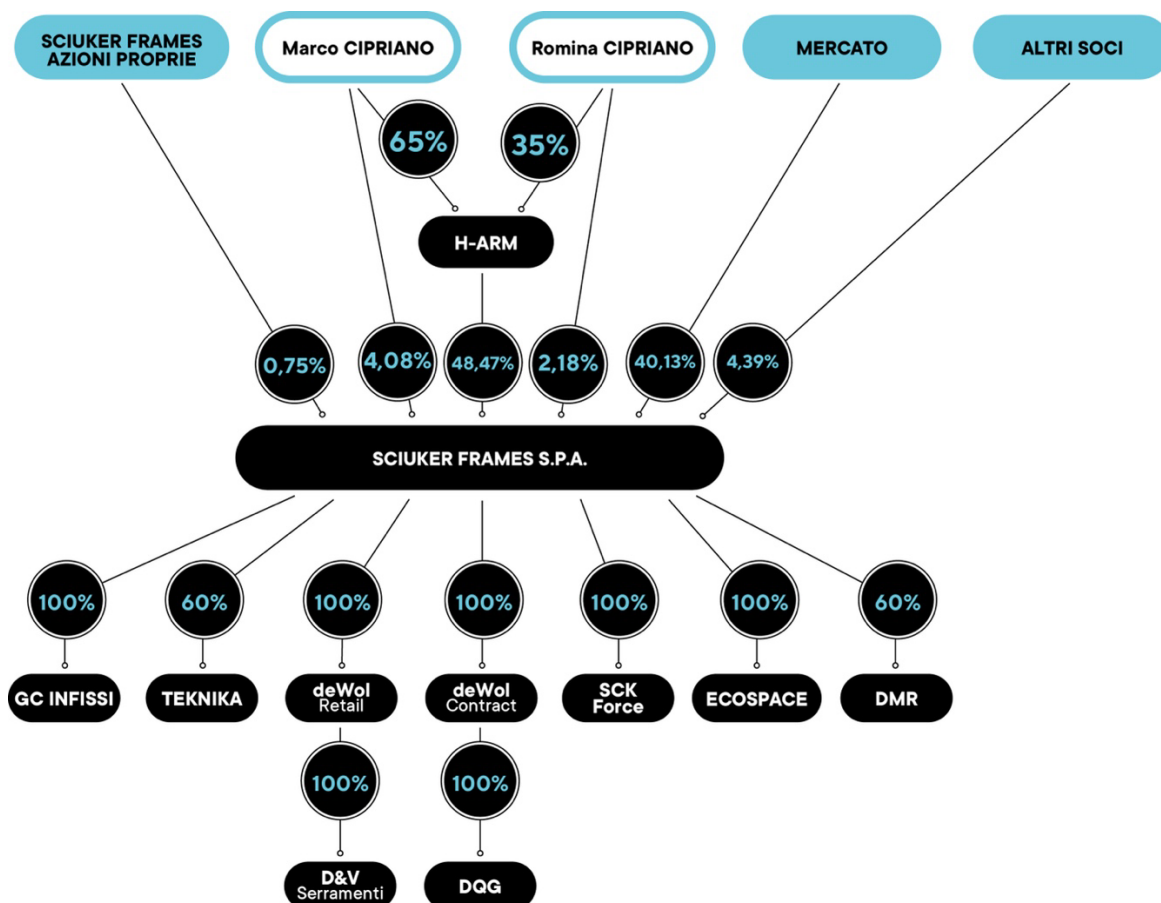 SCIUKER FRAMES
AZIONI PROPRIE
Marco CIPRIANO
Romina CIPRIANO
MERCATO
ALTRI SOCI
65%
35%
H-ARM
0,75%
4,08%
48,47%
2,18%
40,13%
4,39%
SCIUKER FRAMES S.P.A.
100%
60%
100%
100%
100%
100%
60%
GC INFISSI
TEKNIKA
deWol
Retail
deWol
Contract
SCK
Force
ECOSPACE
DMR
100%
100%
D&V
Serramenti
DQG